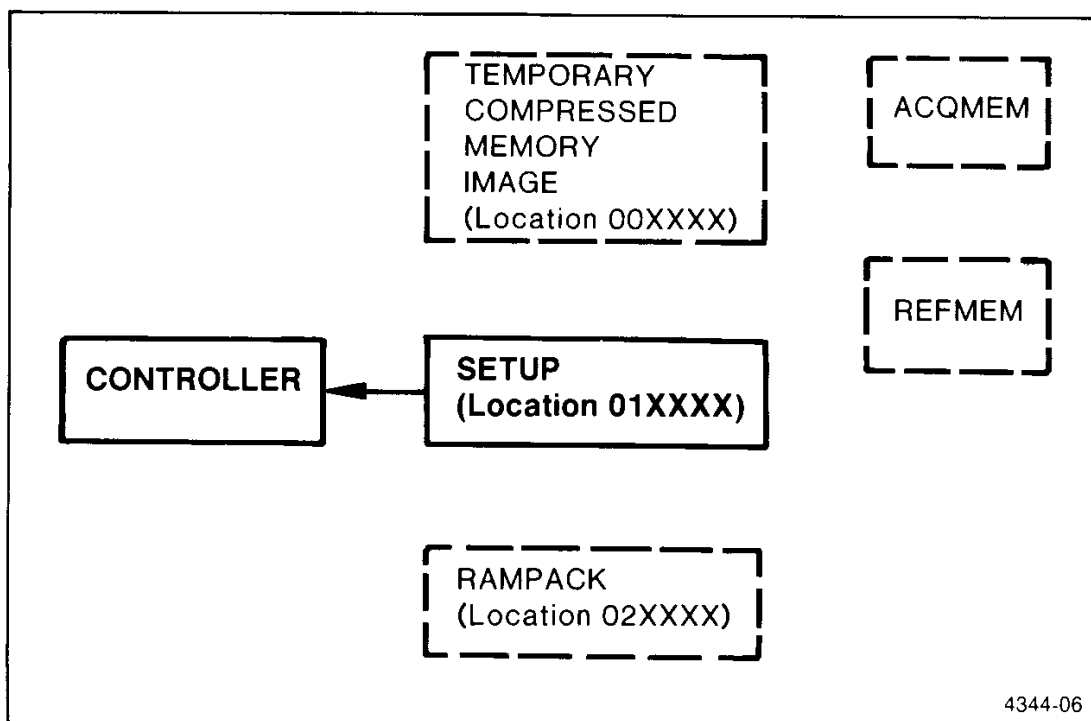 TEMPORARY
COMPRESSED
MEMORY
IMAGE
(Location 00XXXX)
ACQMEM
REFMEM
CONTROLLER
SETUP
(Location 01XXXX)
RAMPACK
(Location 02XXXX)
4344-06